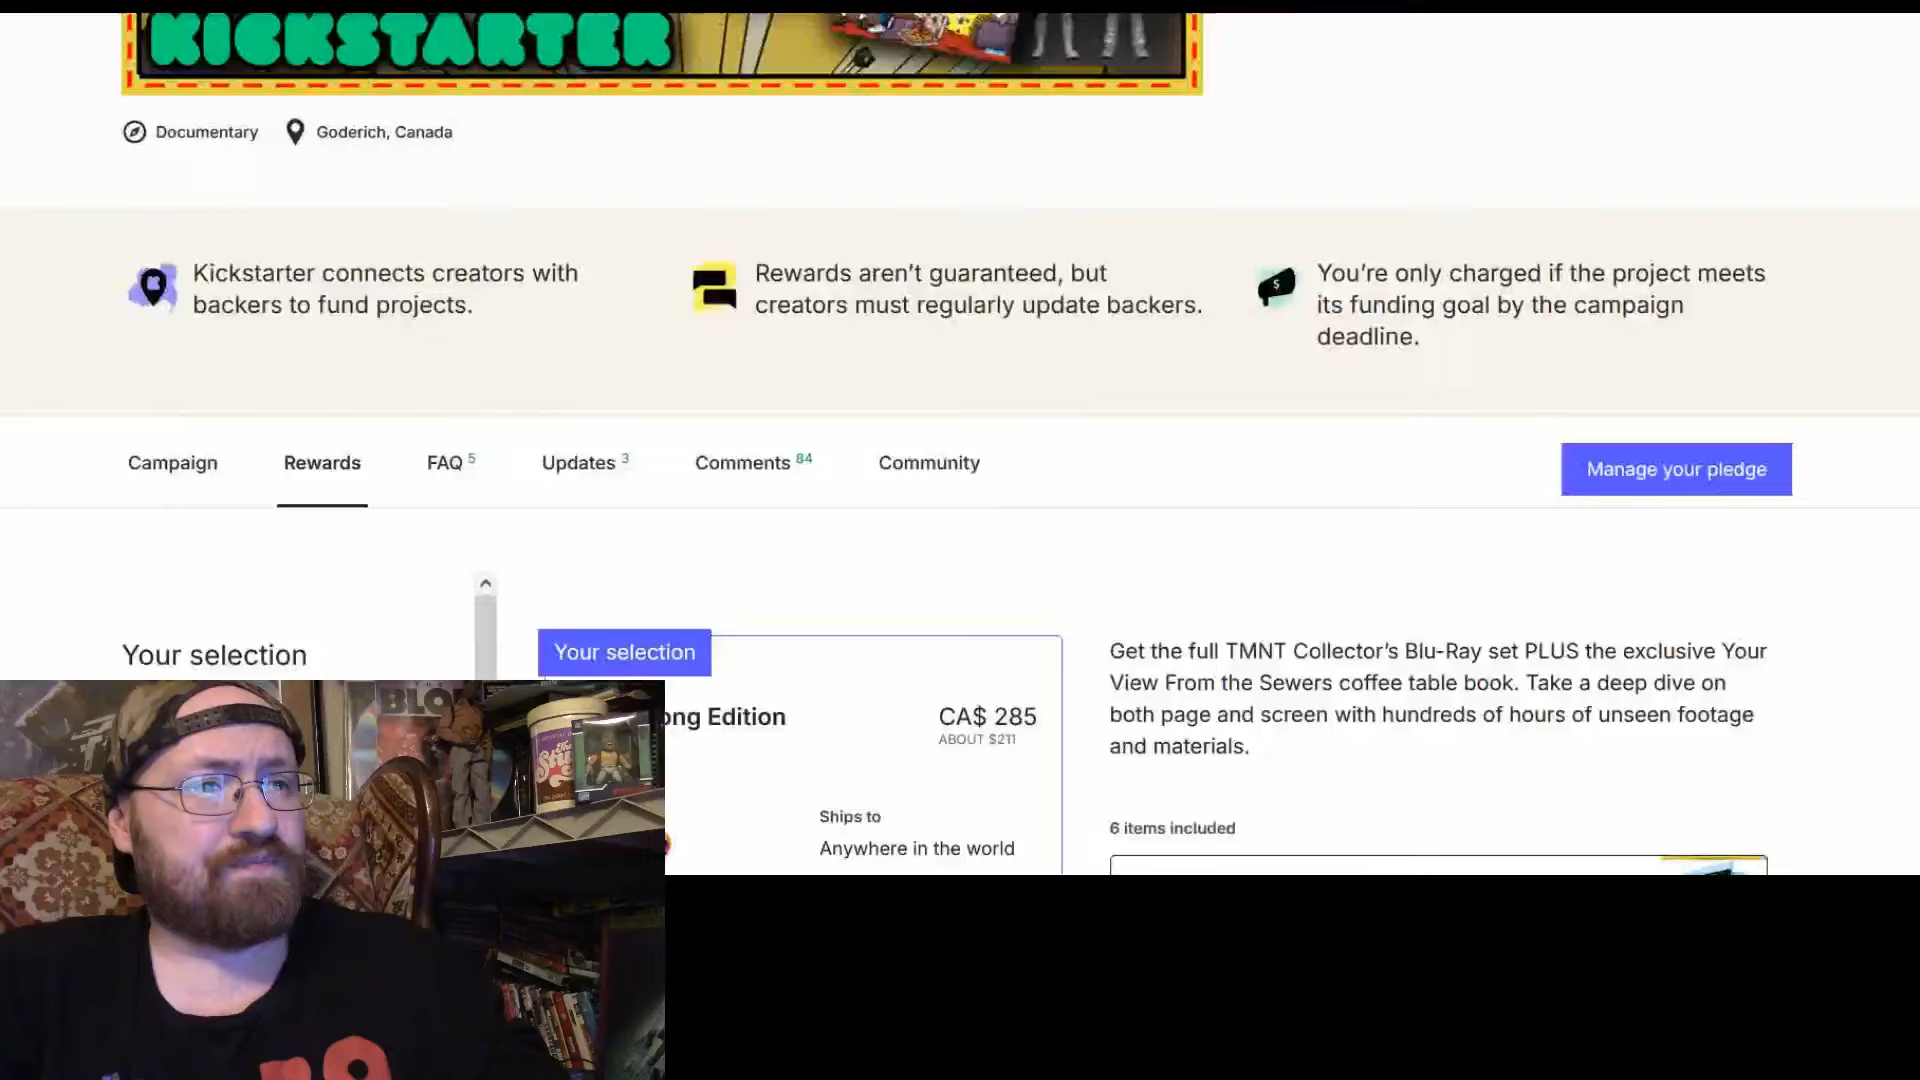 KICKSTARTER
Documentary
Goderich, Canada
Kickstarter connects creators with
backers to fund projects.
Rewards aren't guaranteed, but
creators must regularly update backers.
You're only charged if the project meets
its funding goal by the campaign
deadline.
Campaign
Rewards
FAQ 5
Updates 3
Comments 84
Community
Manage your pledge
Your selection
Your selection
ong Edition
CA$ 285
ABOUT $211
Ships to
Anywhere in the world
Get the full TMNT Collector's Blu-Ray set PLUS the exclusive Your
View From the Sewers coffee table book. Take a deep dive on
both page and screen with hundreds of hours of unseen footage
and materials.
6 items included
BLO
The
Stu